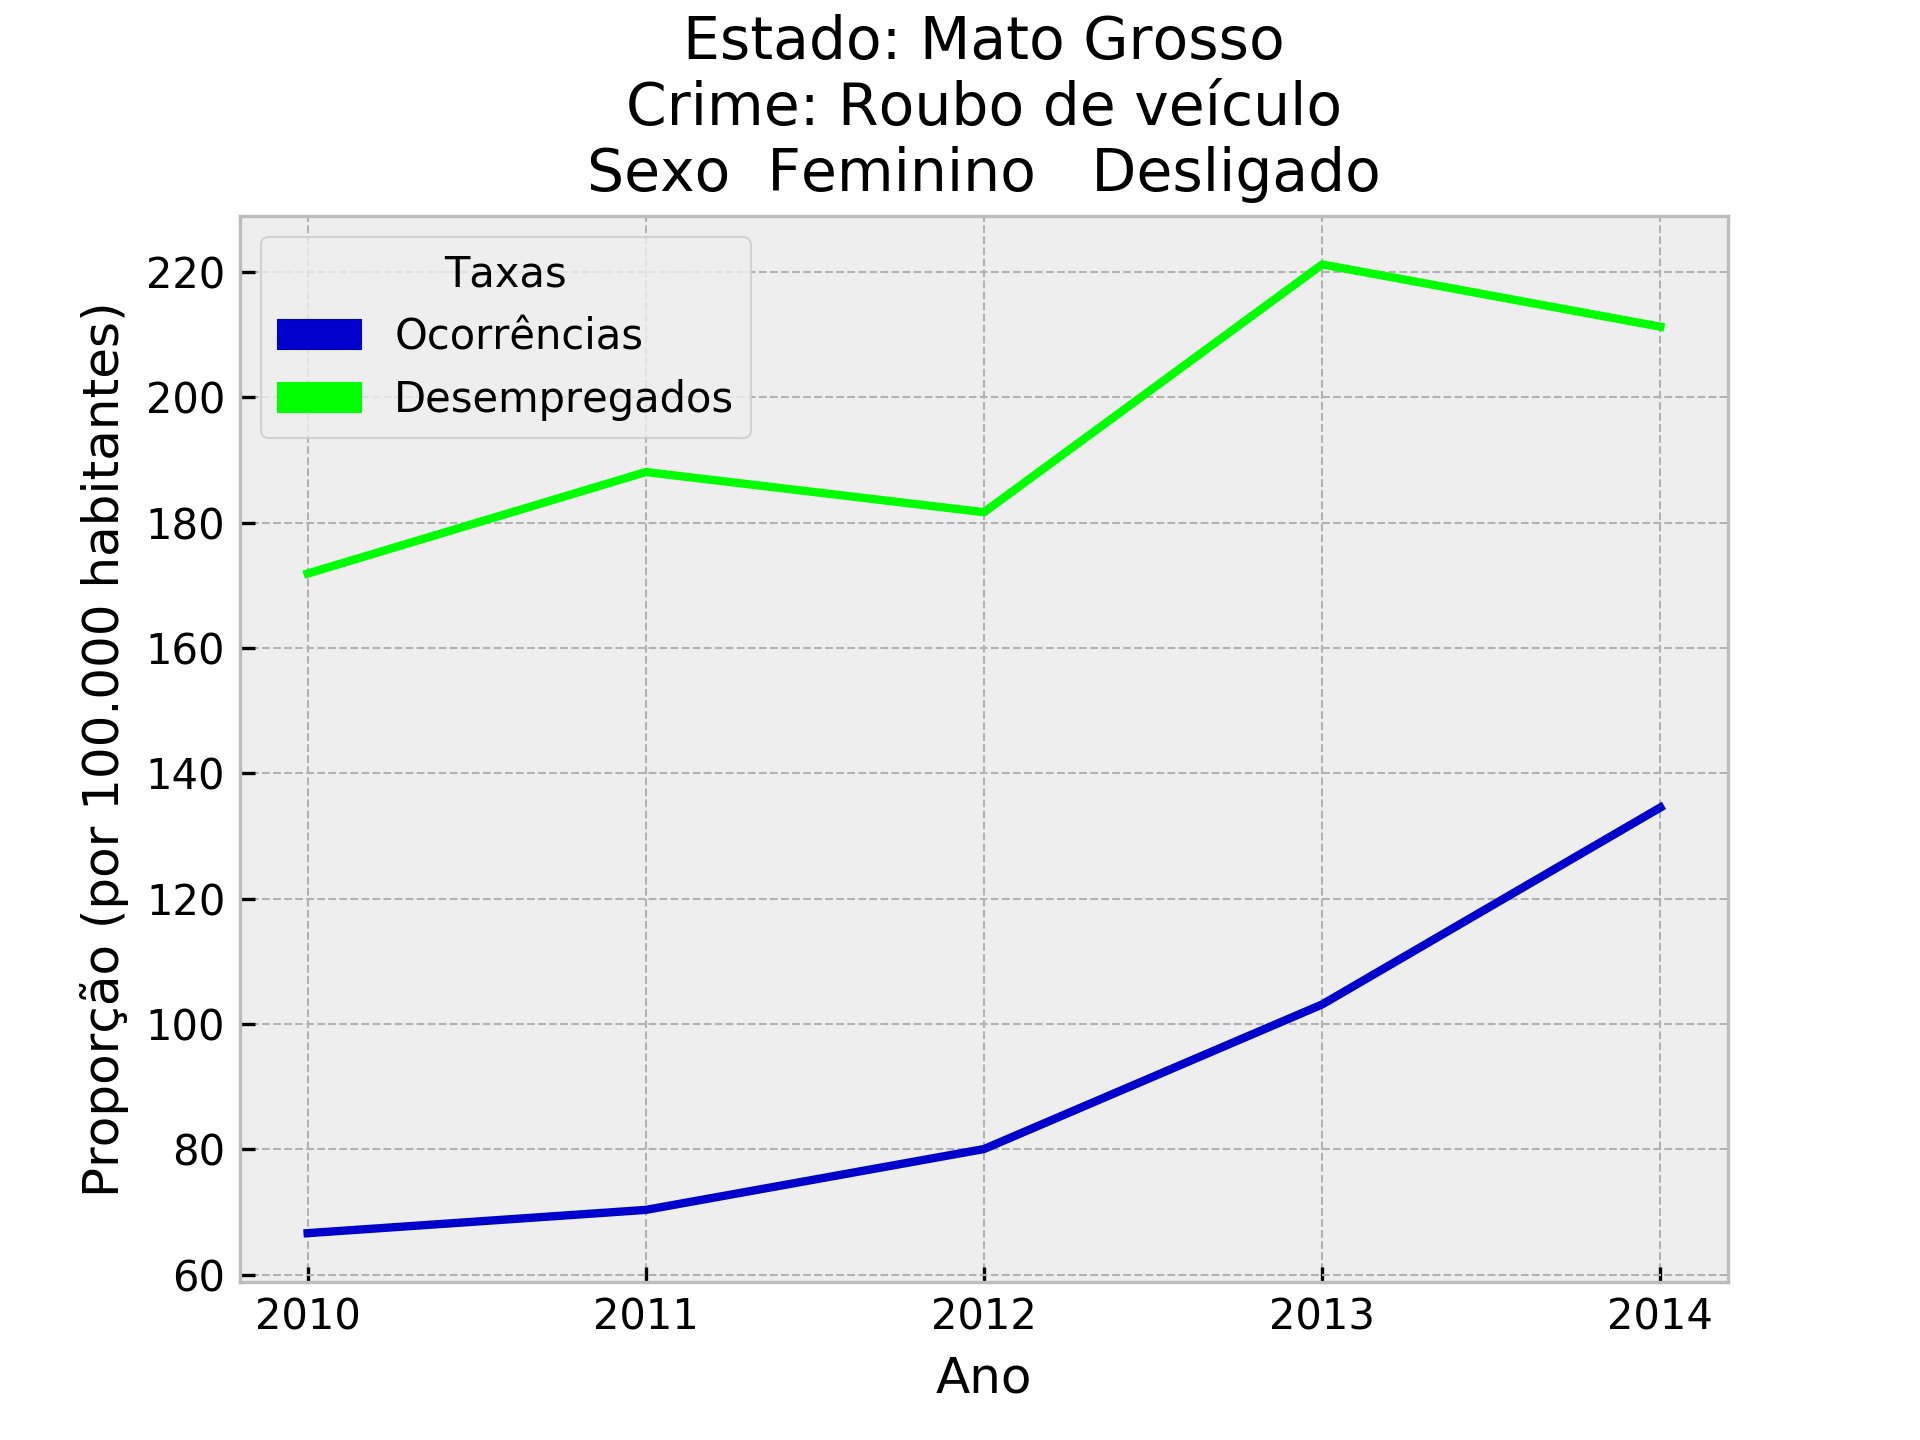 Estado: Mato Grosso
Crime: Roubo de veículo
Sexo  Feminino   Desligado
Taxas
Ocorrências
Desempregados
Proporção (por 100.000 habitantes)
220
200
180
160
140
120
100
80
60
2010 2011 2012 2013 2014
Ano